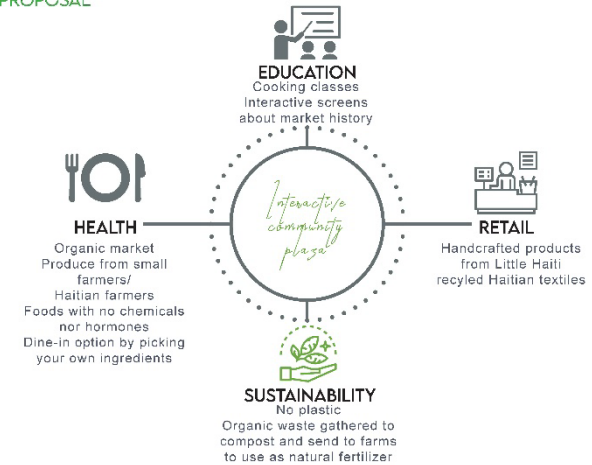 PROPOSAL
EDUCATION
Cooking classes
Interactive screens
about market history
Interactive
community
plaza
HEALTH
Organic market
Produce from small
farmers/
Haitian farmers
Foods with no chemicals
nor hormones
Dine-in option by picking
your own ingredients
RETAIL
Handcrafted products
from Little Haiti
recyled Haitian textiles
SUSTAINABILITY
No plastic
Organic waste gathered to
compost and send to farms
to use as natural fertilizer